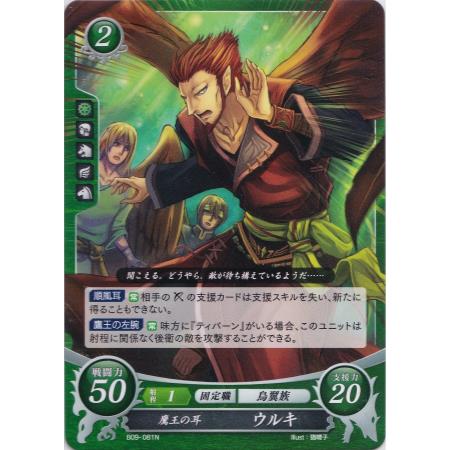 2
聞こえる。どうやら、敵が待ち構えているようだ……
順風耳 常 相手の の支援カードは支援スキルを失い、新たに
得ることもできない。
鷹王の左腕 常 味方に『ティバーン』がいる場合、このユニットは
射程に関係なく後衛の敵を攻撃することができる。
戦闘力
50
射程 1 固定職 鳥翼族
支援力
20
鷹王の耳 ウルキ
B09-081N
Illust：猫晴子